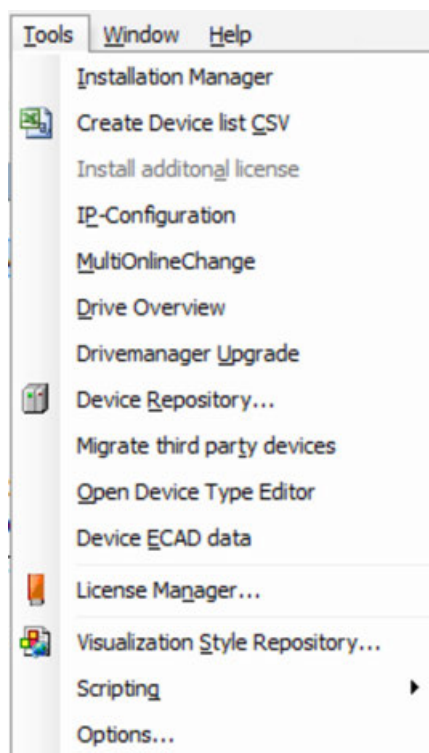 Tools Window Help
Installation Manager
Create Device list CSV
Install additonal license
IP-Configuration
MultiOnlineChange
Drive Overview
Drivemanager Upgrade
Device Repository...
Migrate third party devices
Open Device Type Editor
Device ECAD data
License Manager...
Visualization Style Repository...
Scripting
Options...